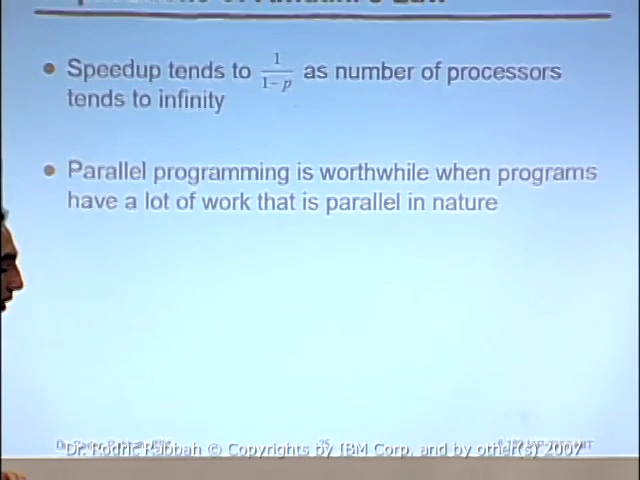 Speedup tends to 1/1-p as number of processors
tends to infinity
Parallel programming is worthwhile when programs
have a lot of work that is parallel in nature
Dr. Rodric Rabbah © Copyrights by IBM Corp. and by other(s) 2007